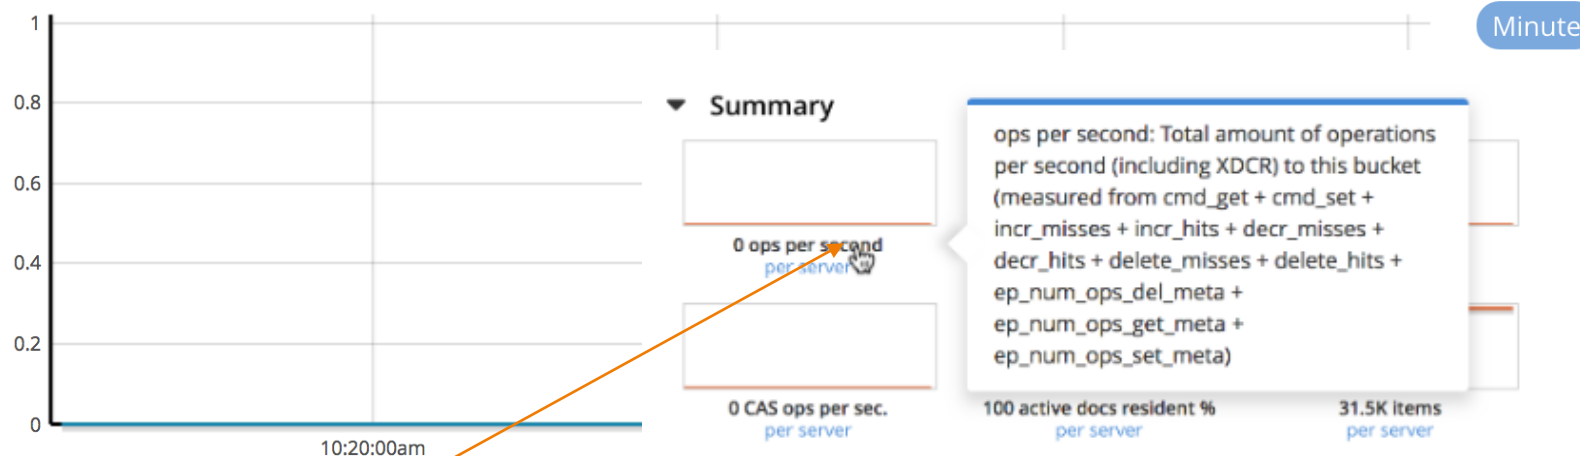 1
0.8
0.6
0.4
0.2
0
10:20:00am
Minute
Summary
0 ops per second
per server
ops per second: Total amount of operations
per second (including XDCR) to this bucket
(measured from cmd_get + cmd_set +
incr_misses + incr_hits + decr_misses +
decr_hits + delete_misses + delete_hits +
ep_num_ops_del_meta +
ep_num_ops_get_meta +
ep_num_ops_set_meta)
0 CAS ops per sec.
per server
100 active docs resident %
per server
31.5K items
per server